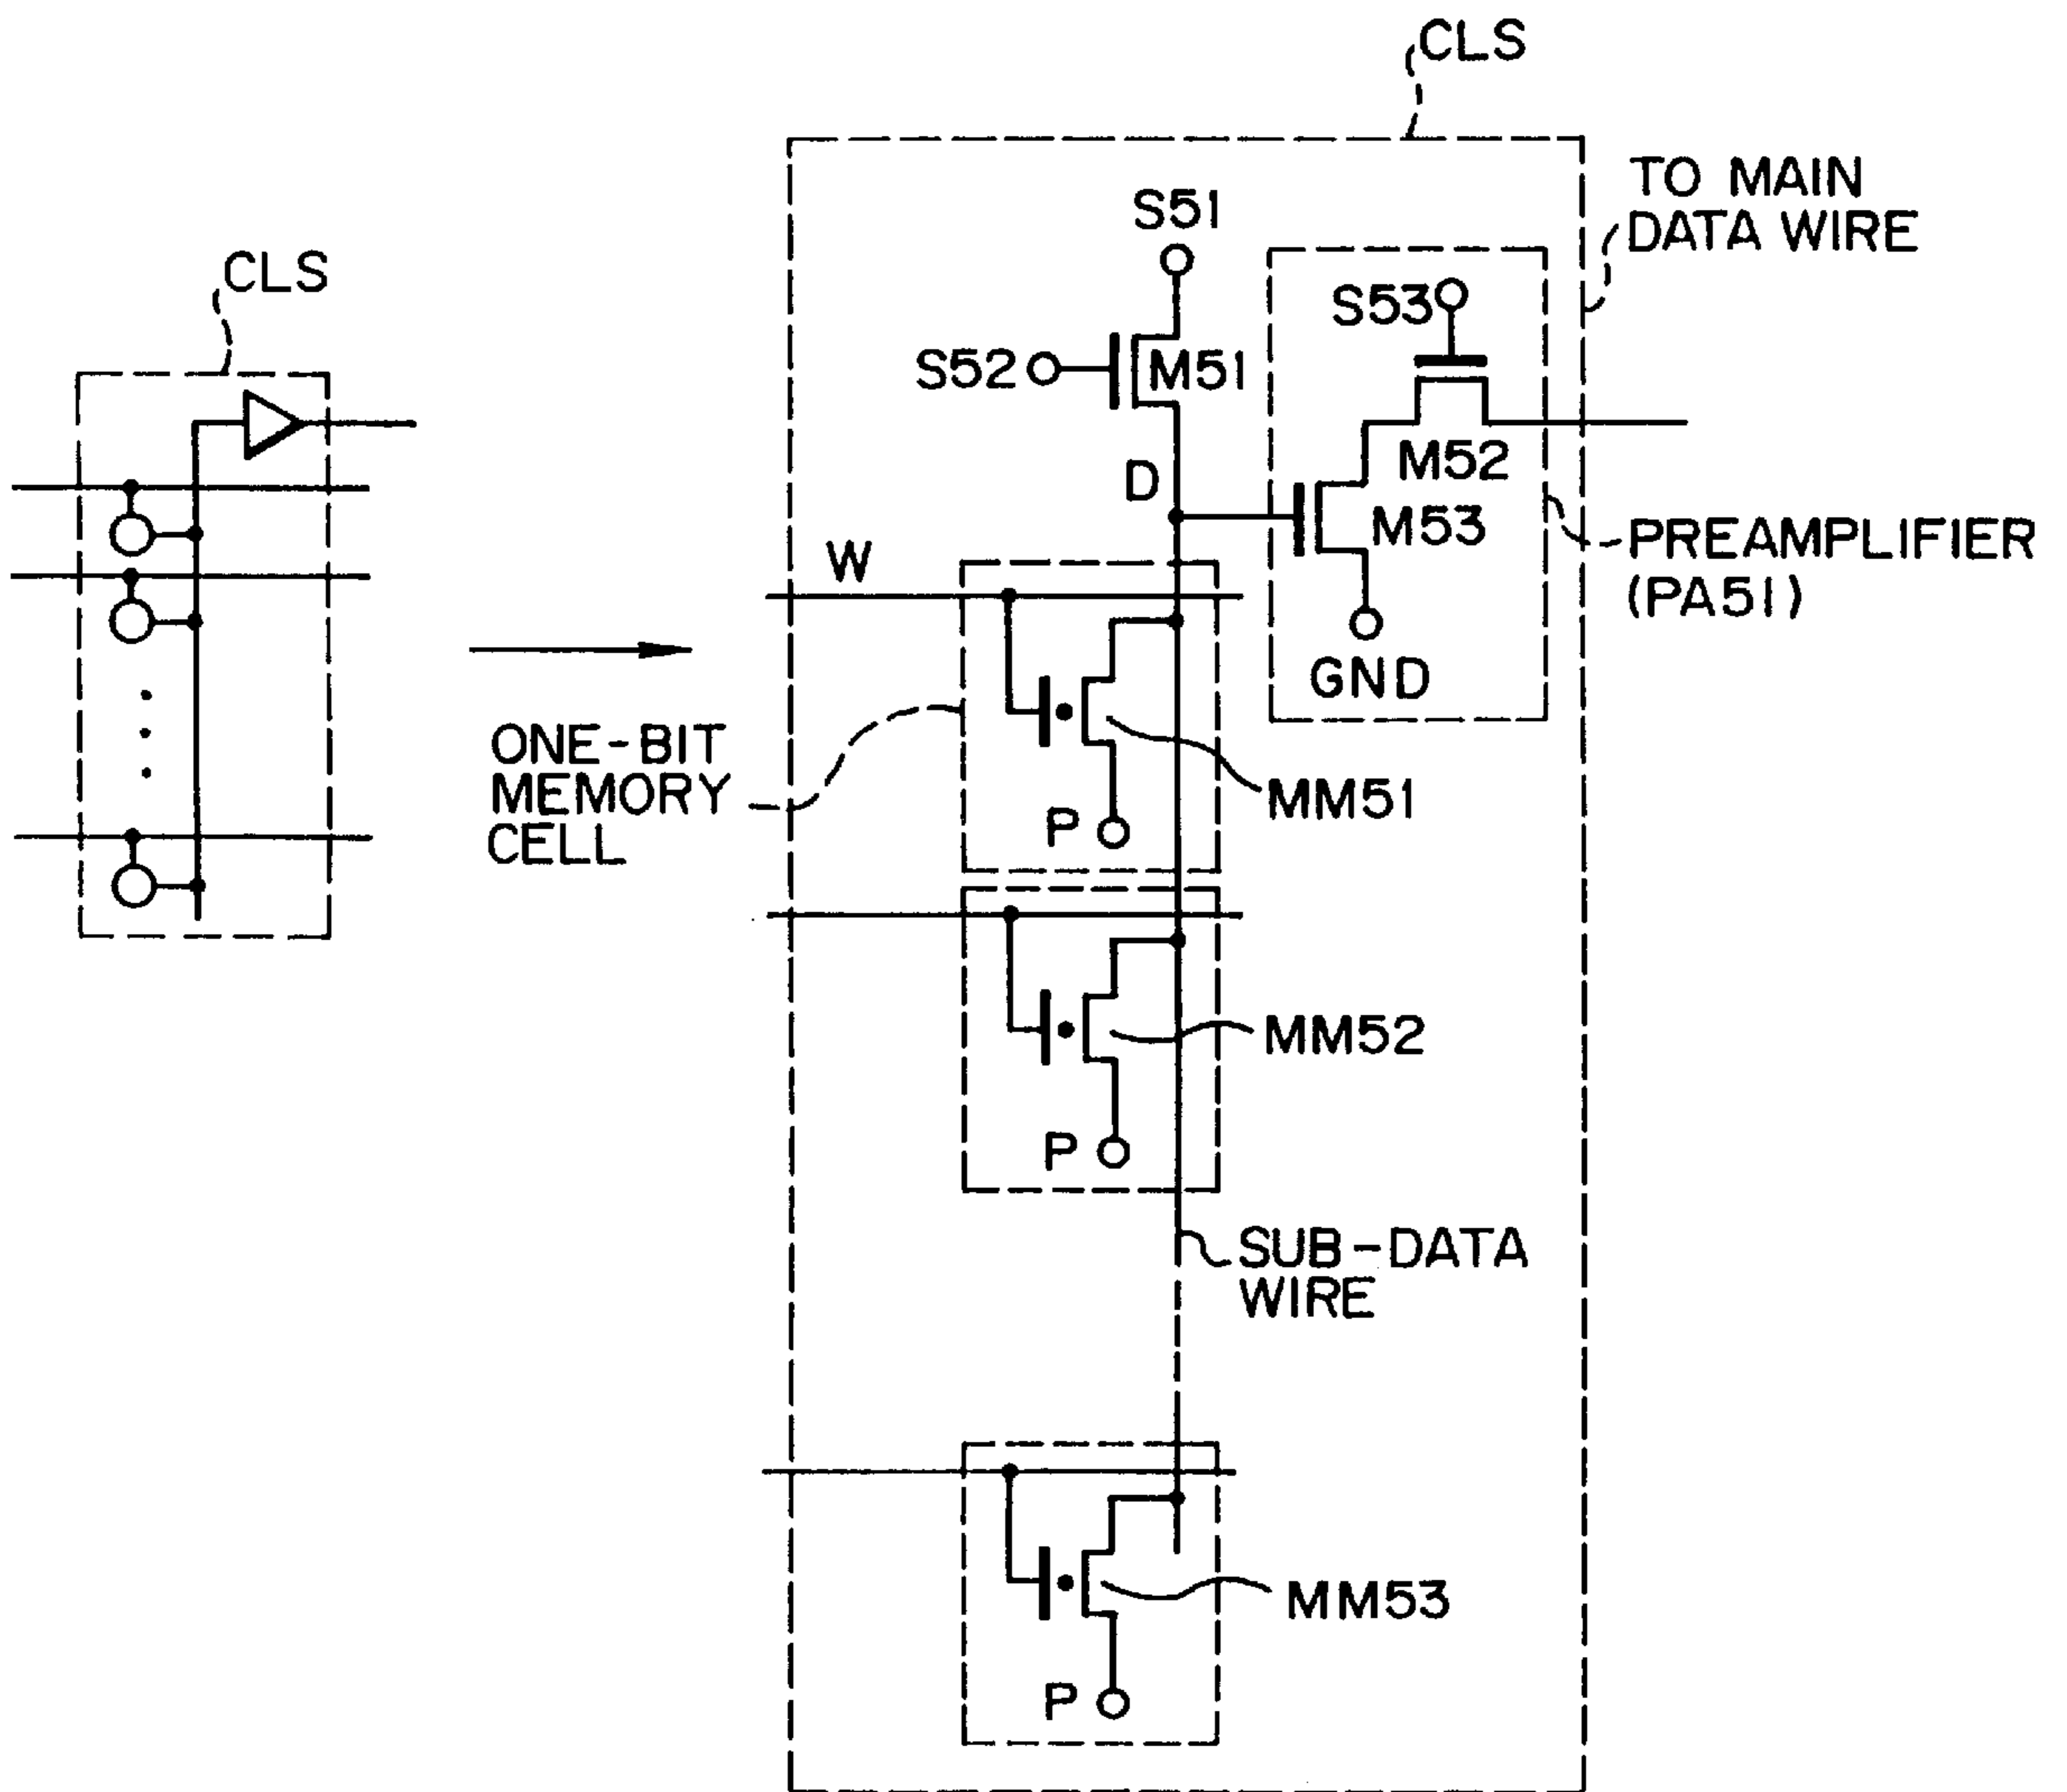 CLS
CLS
TO MAIN
DATA WIRE
S51
S53
S52
M51
M52
D
M53
PREAMPLIFIER
(PA51)
W
GND
ONE-BIT
MEMORY
CELL
MM51
P
MM52
P
SUB-DATA
WIRE
MM53
P